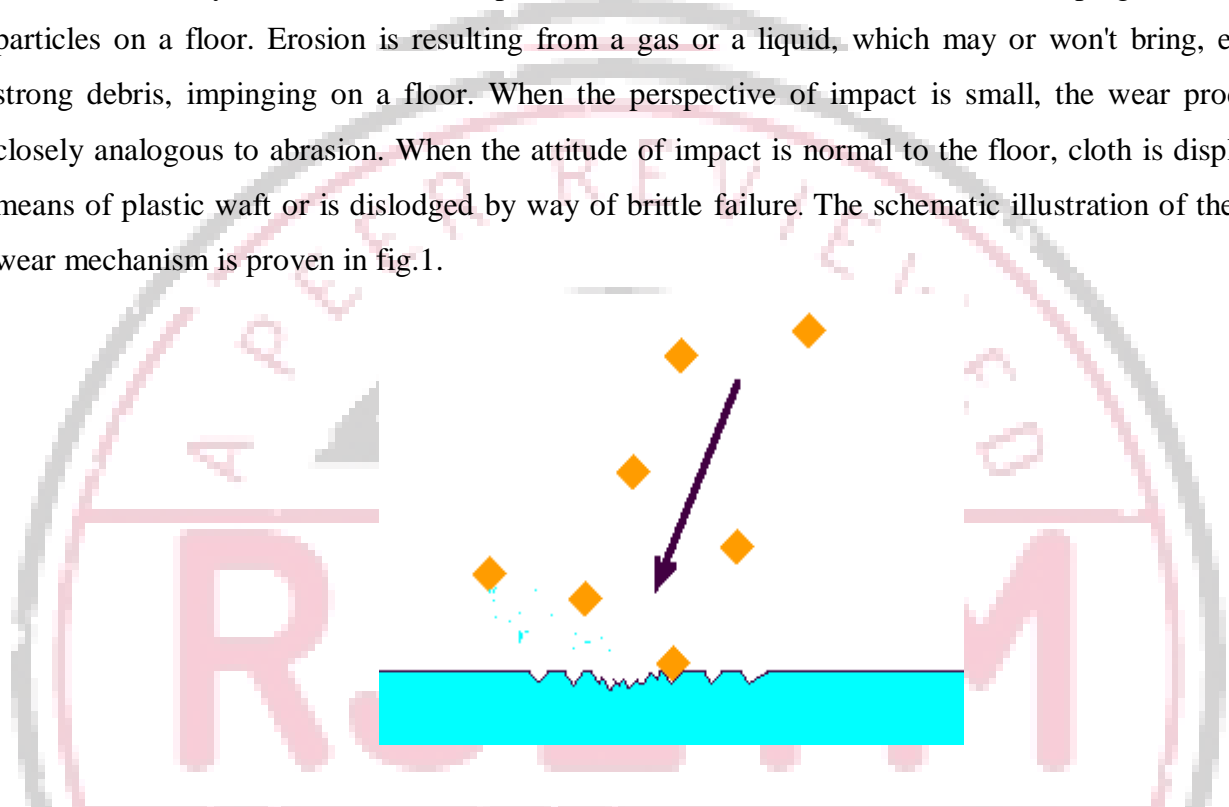 particles on a floor. Erosion is resulting from a gas or a liquid, which may or won't bring,
strong debris, impinging on a floor. When the perspective of impact is small, the wear
closely analogous to abrasion. When the attitude of impact is normal to the floor, cloth is
means of plastic waft or is dislodged by way of brittle failure. The schematic illustration of the
wear mechanism is proven in fig.1.
A PEER REVIEWED